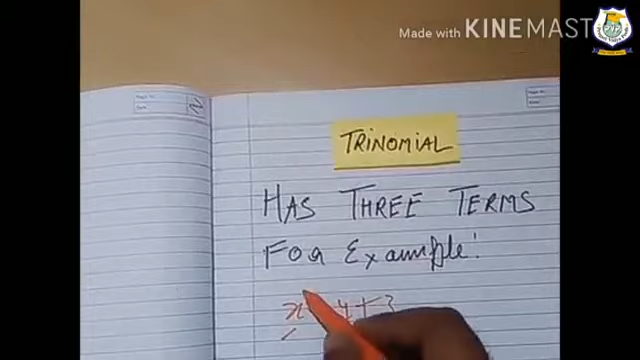 Made with KINEMASTER
TRINOMIAL
HAS THREE TERMS
For Example: